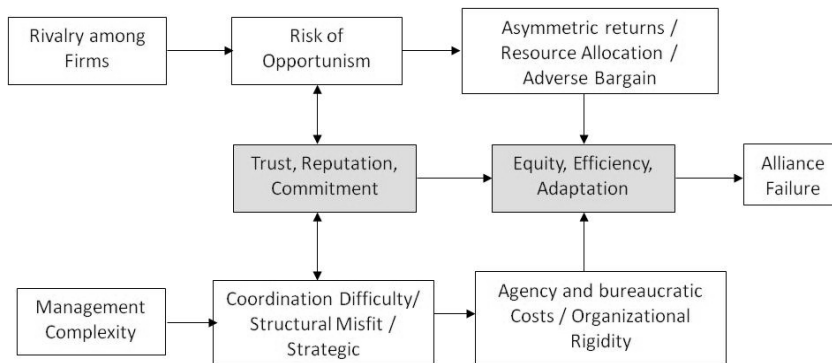 Rivalry among
Firms
Risk of
Opportunism
Asymmetric returns /
Resource Allocation /
Adverse Bargain
Trust, Reputation,
Commitment
Equity, Efficiency,
Adaptation
Alliance
Failure
Management
Complexity
Coordination Difficulty/
Structural Misfit /
Strategic
Agency and bureaucratic
Costs / Organizational
Rigidity